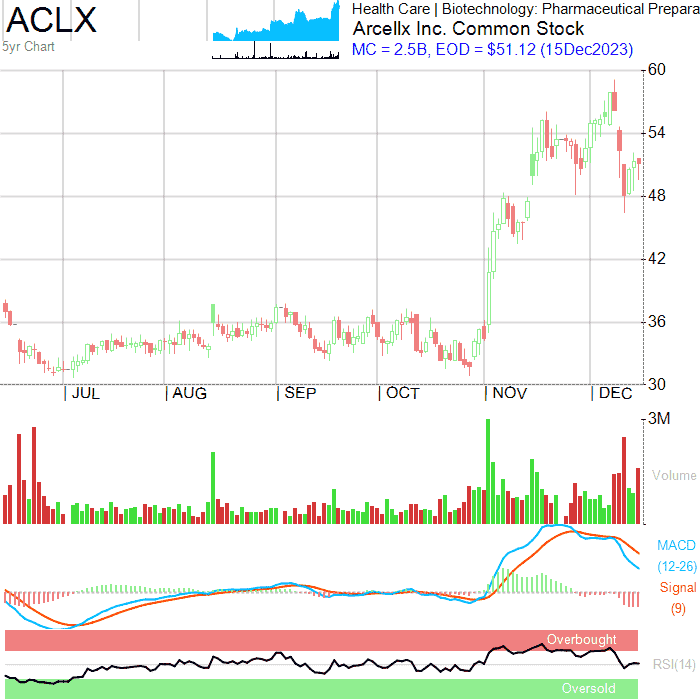 ACLX
5yr Chart
Health Care | Biotechnology: Pharmaceutical Prepara
Arcellx Inc. Common Stock
MC = 2.5B, EOD = $51.12 (15Dec2023)
60
54
48
42
36
30
JUL AUG SEP OCT NOV DEC
3M
Volume
MACD
(12-26)
Signal
(9)
Overbought
RSI(14)
Oversold